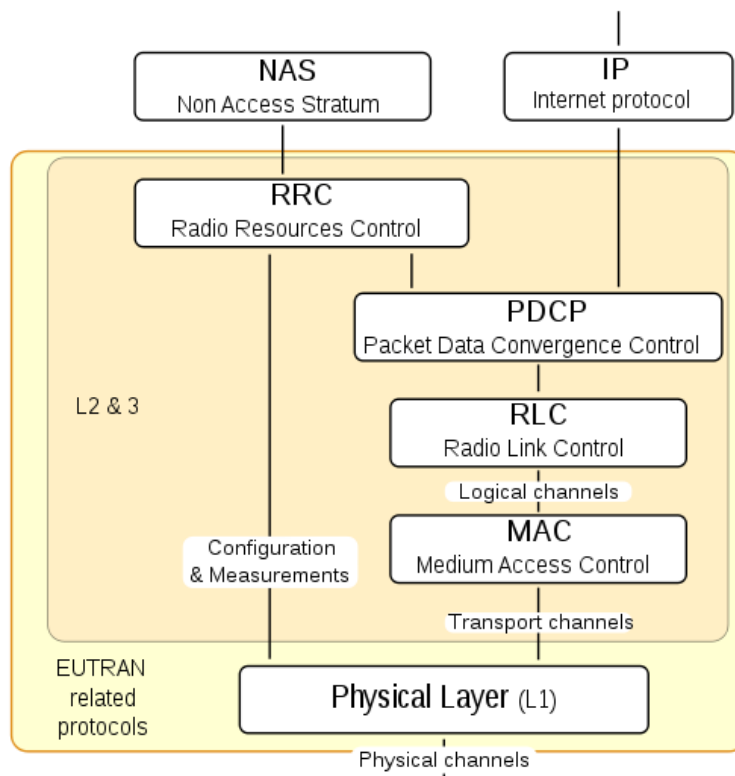 NAS
Non Access Stratum
IP
Internet protocol
RRC
Radio Resources Control
PDCP
Packet Data Convergence Control
L2 & 3
RLC
Radio Link Control
Logical channels
MAC
Medium Access Control
Configuration
& Measurements
Transport channels
EUTRAN
related
protocols
Physical Layer (L1)
Physical channels